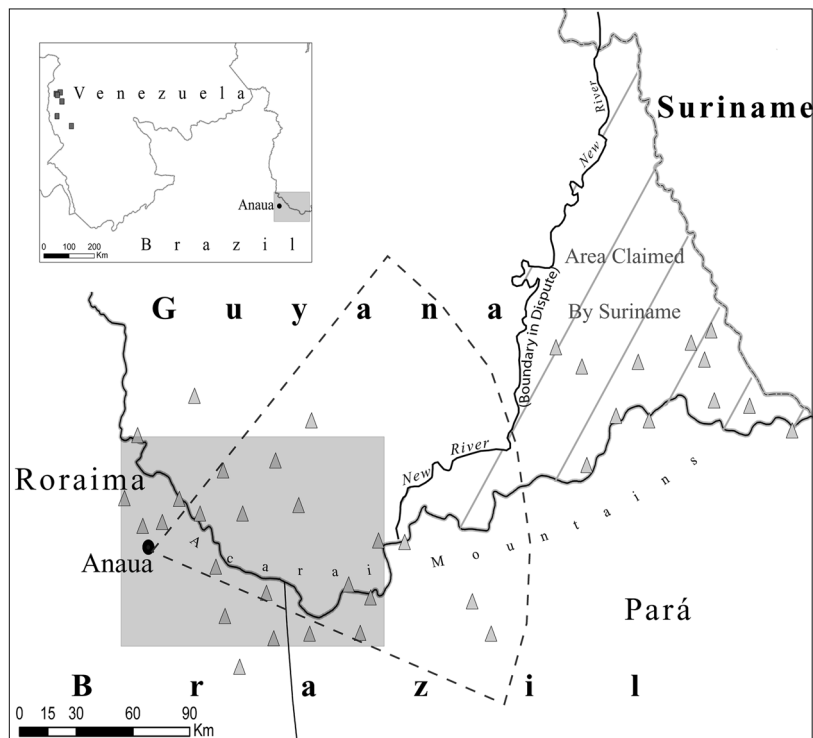 Venezuela
Anaua
Brazil
0 100 200
Km
Suriname
New River
Area Claimed
By Suriname
(Boundary in Dispute)
Guyana
New River
Roraima
Anaua
Acarai Mountains
Pará
Brazil
0 15 30 60 90
Km